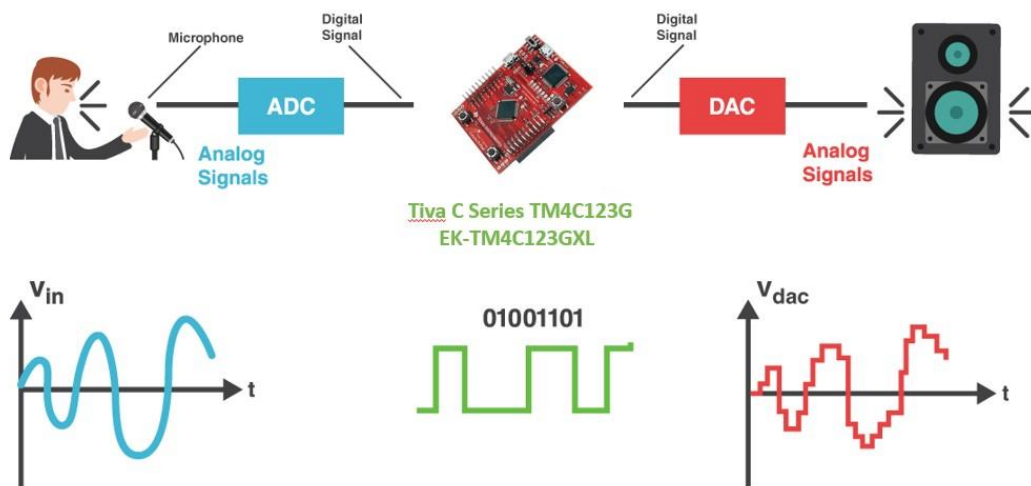 Microphone
Digital
Signal
Digital
Signal
ADC
DAC
Analog
Signals
Analog
Signals
Tiva C Series TM4C123G
EK-TM4C123GXL
Vin
t
01001101
Vdac
t